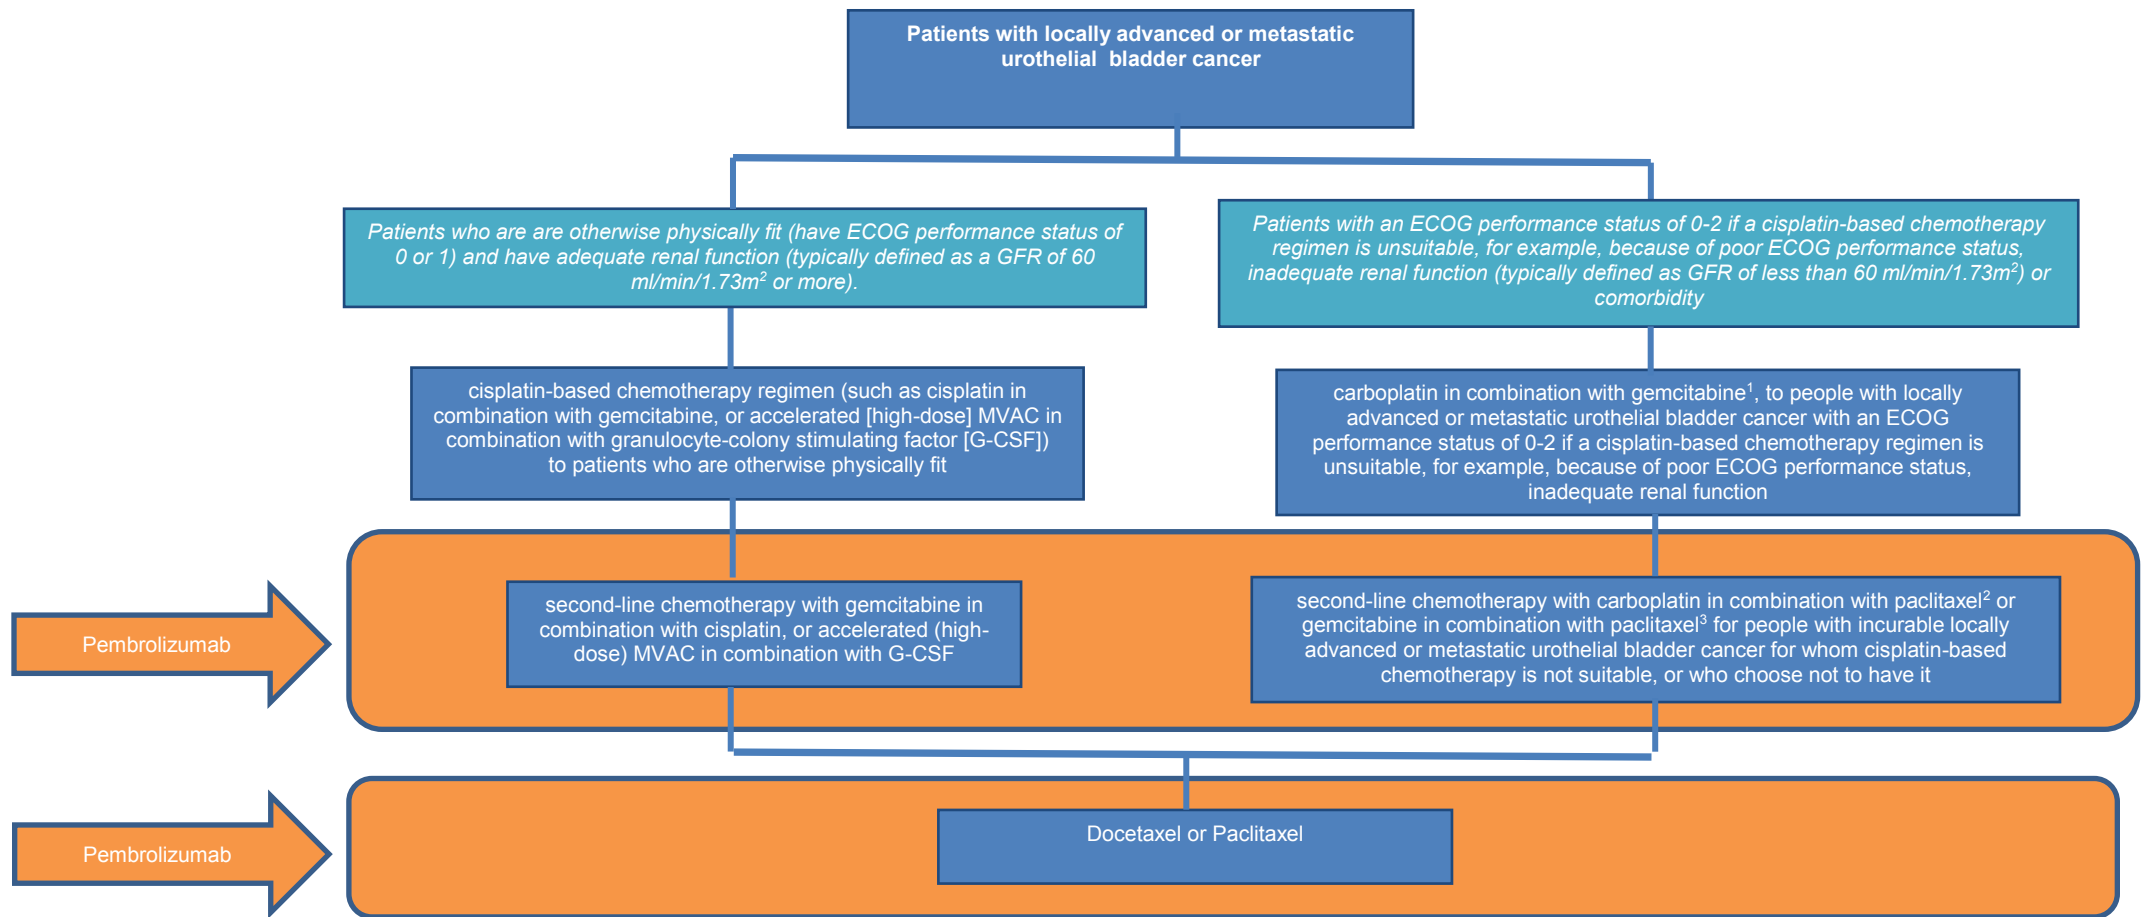 Patients with locally advanced or metastatic
urothelial  bladder cancer
Patients who are are otherwise physically fit (have ECOG performance status of
0 or 1) and have adequate renal function (typically defined as a GFR of 60
ml/min/1.73m² or more).
Patients with an ECOG performance status of 0-2 if a cisplatin-based chemotherapy
regimen is unsuitable, for example, because of poor ECOG performance status,
inadequate renal function (typically defined as GFR of less than 60 ml/min/1.73m²) or
comorbidity
cisplatin-based chemotherapy regimen (such as cisplatin in
combination with gemcitabine, or accelerated [high-dose] MVAC in
combination with granulocyte-colony stimulating factor [G-CSF])
to patients who are otherwise physically fit
carboplatin in combination with gemcitabine¹, to people with locally
advanced or metastatic urothelial bladder cancer with an ECOG
performance status of 0-2 if a cisplatin-based chemotherapy regimen is
unsuitable, for example, because of poor ECOG performance status,
inadequate renal function
Pembrolizumab
second-line chemotherapy with gemcitabine in
combination with cisplatin, or accelerated (high-
dose) MVAC in combination with G-CSF
second-line chemotherapy with carboplatin in combination with paclitaxel² or
gemcitabine in combination with paclitaxel³ for people with incurable locally
advanced or metastatic urothelial bladder cancer for whom cisplatin-based
chemotherapy is not suitable, or who choose not to have it
Pembrolizumab
Docetaxel or Paclitaxel